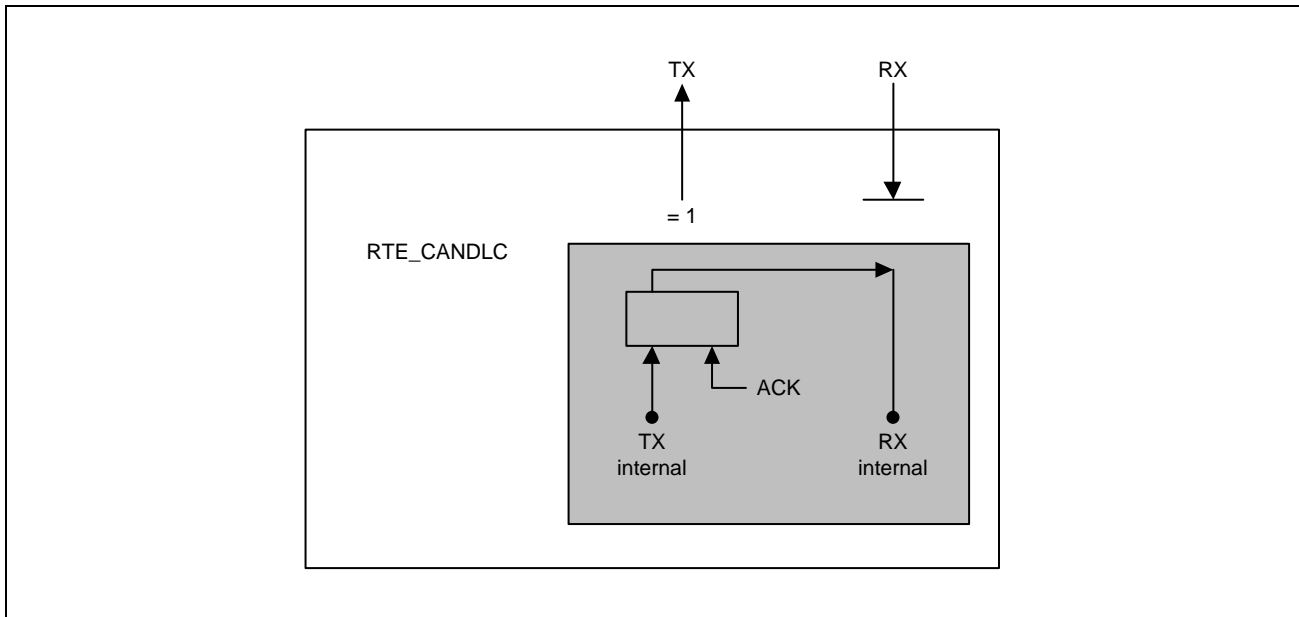 TX
RX
= 1
RTE_CANDLC
ACK
TX
internal
RX
internal